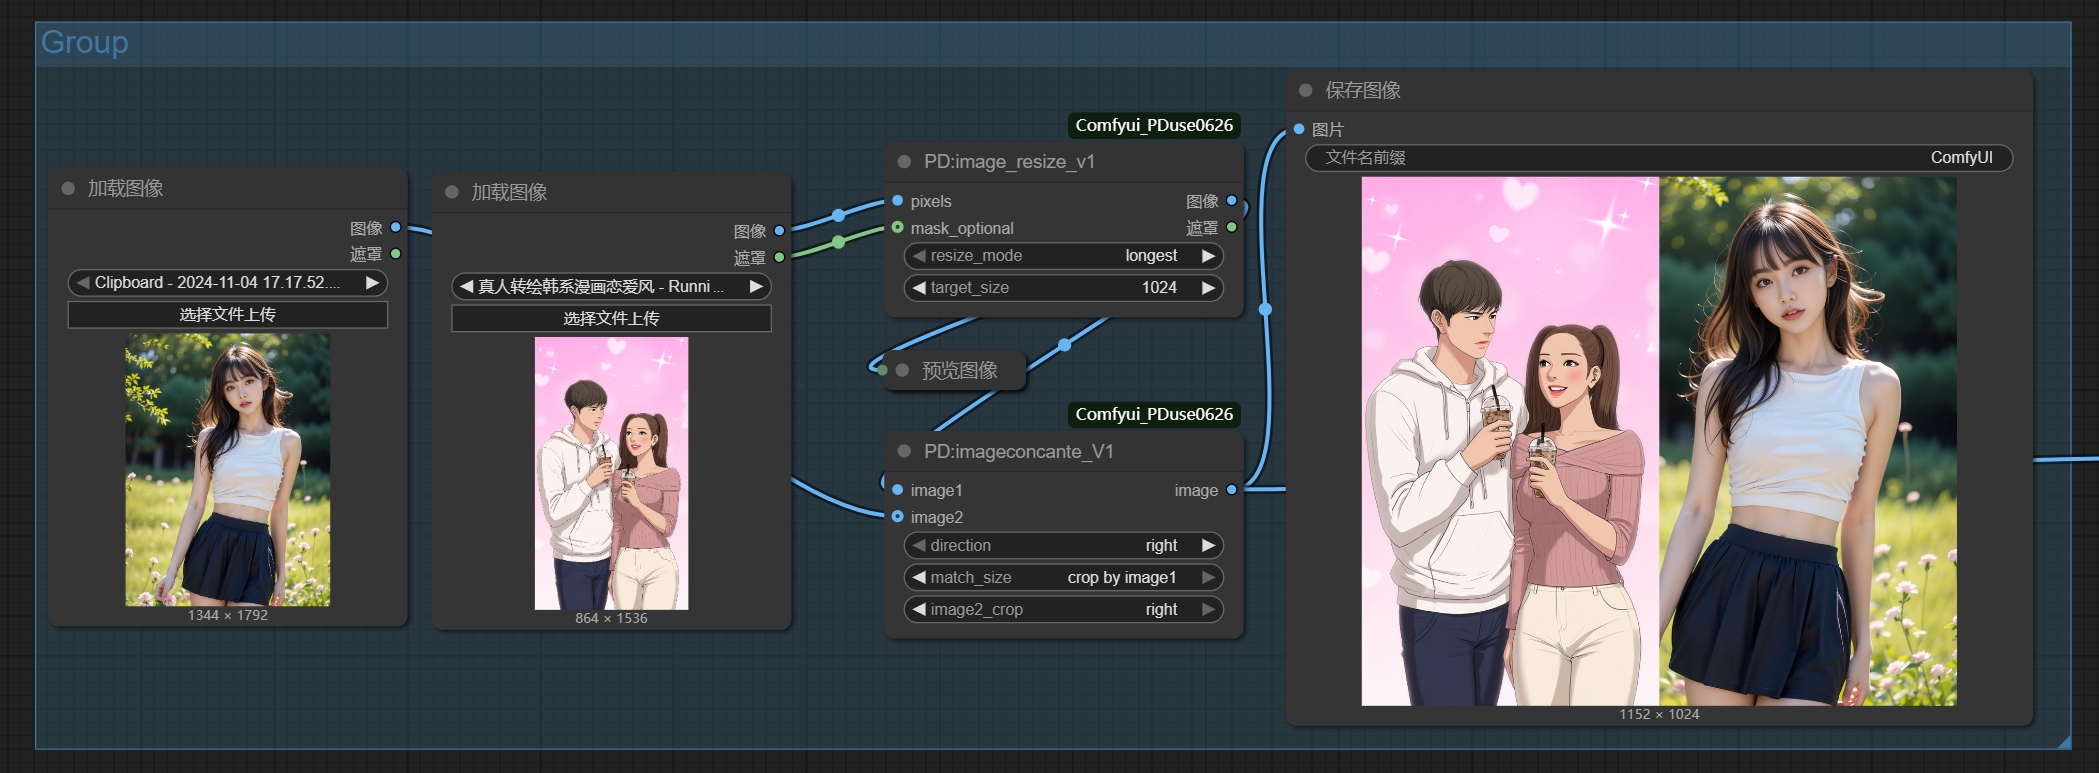 Group
加载图像
图像
遮罩
Clipboard - 2024-11-04 17.17.52....
选择文件上传
1344 × 1792
加载图像
图像
遮罩
真人转绘韩系漫画恋爱风 - Runni ...
选择文件上传
864 × 1536
Comfyui_PDuse0626
PD:image_resize_v1
pixels 图像
mask_optional 遮罩
resize_mode longest
target_size 1024
预览图像
Comfyui_PDuse0626
PD:imageconcante_V1
image1 image
image2
direction right
match_size crop by image1
image2_crop right
保存图像
图片
文件名前缀 ComfyUI
1152 × 1024